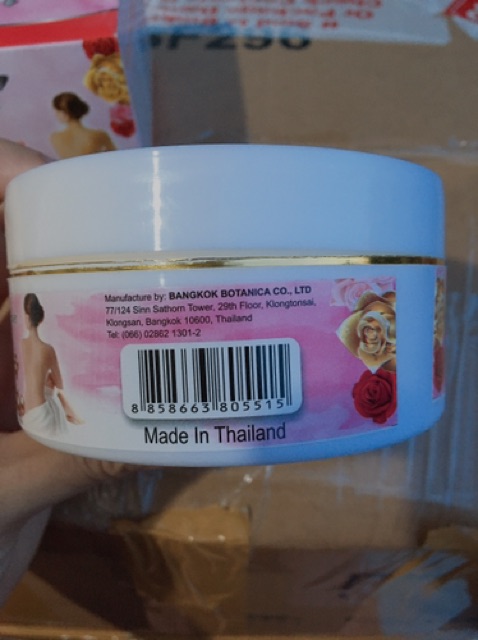 SF296
Manufacture by: BANGKOK BOTANICA CO., LTD
77/124 Sinn Sathorn Tower, 29th Floor, Klongtonsai,
Klongsan, Bangkok 10600, Thailand
Tel: (066) 02862 1301-2
8 858663 805515
Made In Thailand